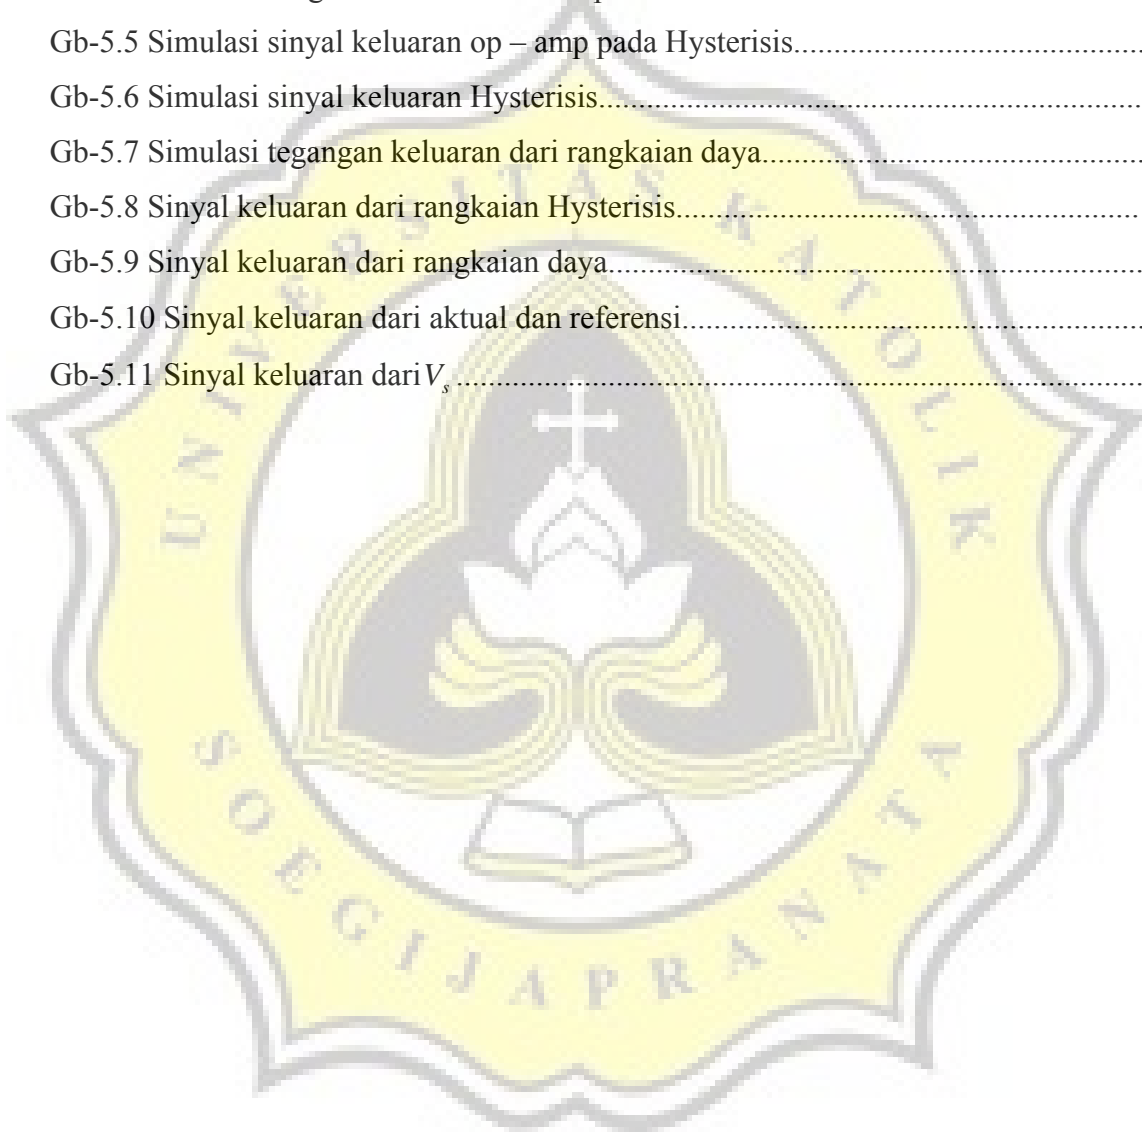 Gb-5.5 Simulasi sinyal keluaran op – amp pada Hysterisis........................................
Gb-5.6 Simulasi sinyal keluaran Hysterisis................................................................
Gb-5.7 Simulasi tegangan keluaran dari rangkaian daya...........................................
Gb-5.8 Sinyal keluaran dari rangkaian Hysterisis......................................................
Gb-5.9 Sinyal keluaran dari rangkaian daya..............................................................
Gb-5.10 Sinyal keluaran dari aktual dan referensi.....................................................
Gb-5.11 Sinyal keluaran dari V_s ................................................................................
UNIVERSITAS KATOLIK
SOEGIJAPRANATA